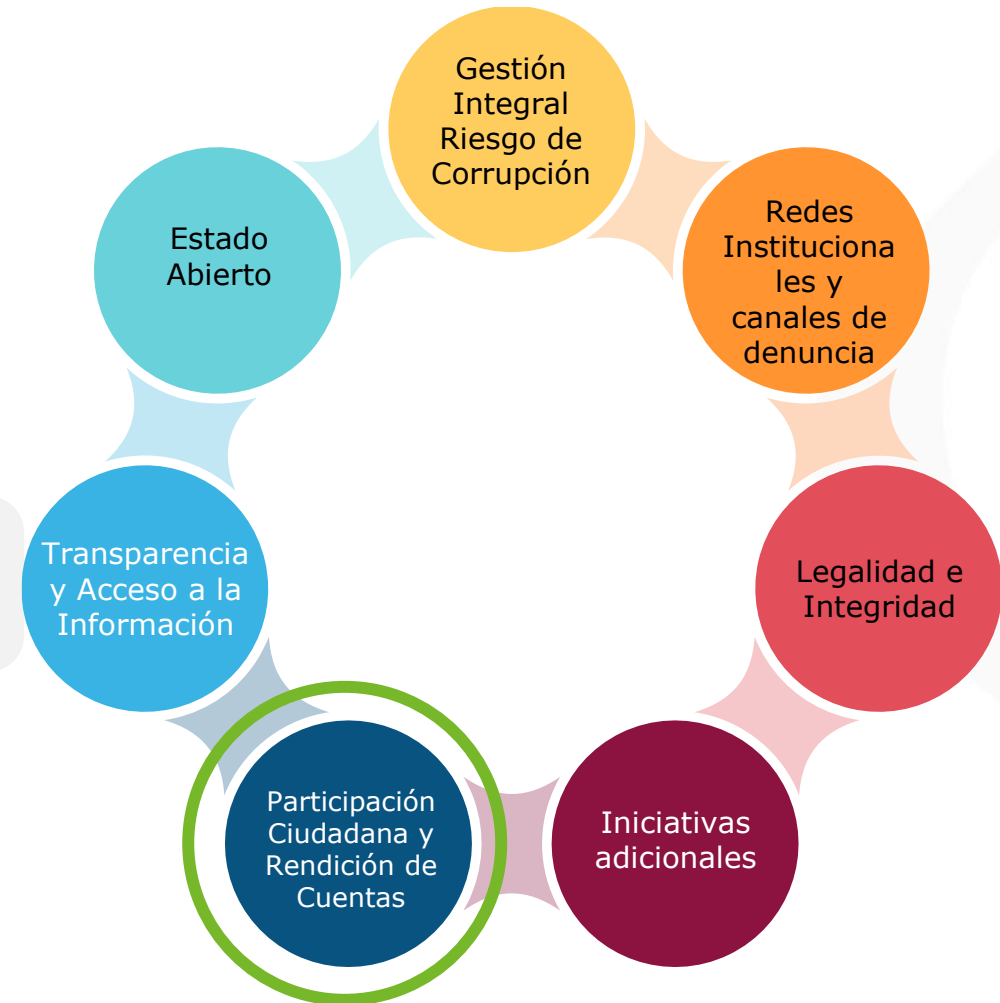 Gestión
Integral
Riesgo de
Corrupción
Redes
Instituciona
les y
canales de
denuncia
Legalidad e
Integridad
Iniciativas
adicionales
Participación
Ciudadana y
Rendición de
Cuentas
Transparencia
y Acceso a la
Información
Estado
Abierto